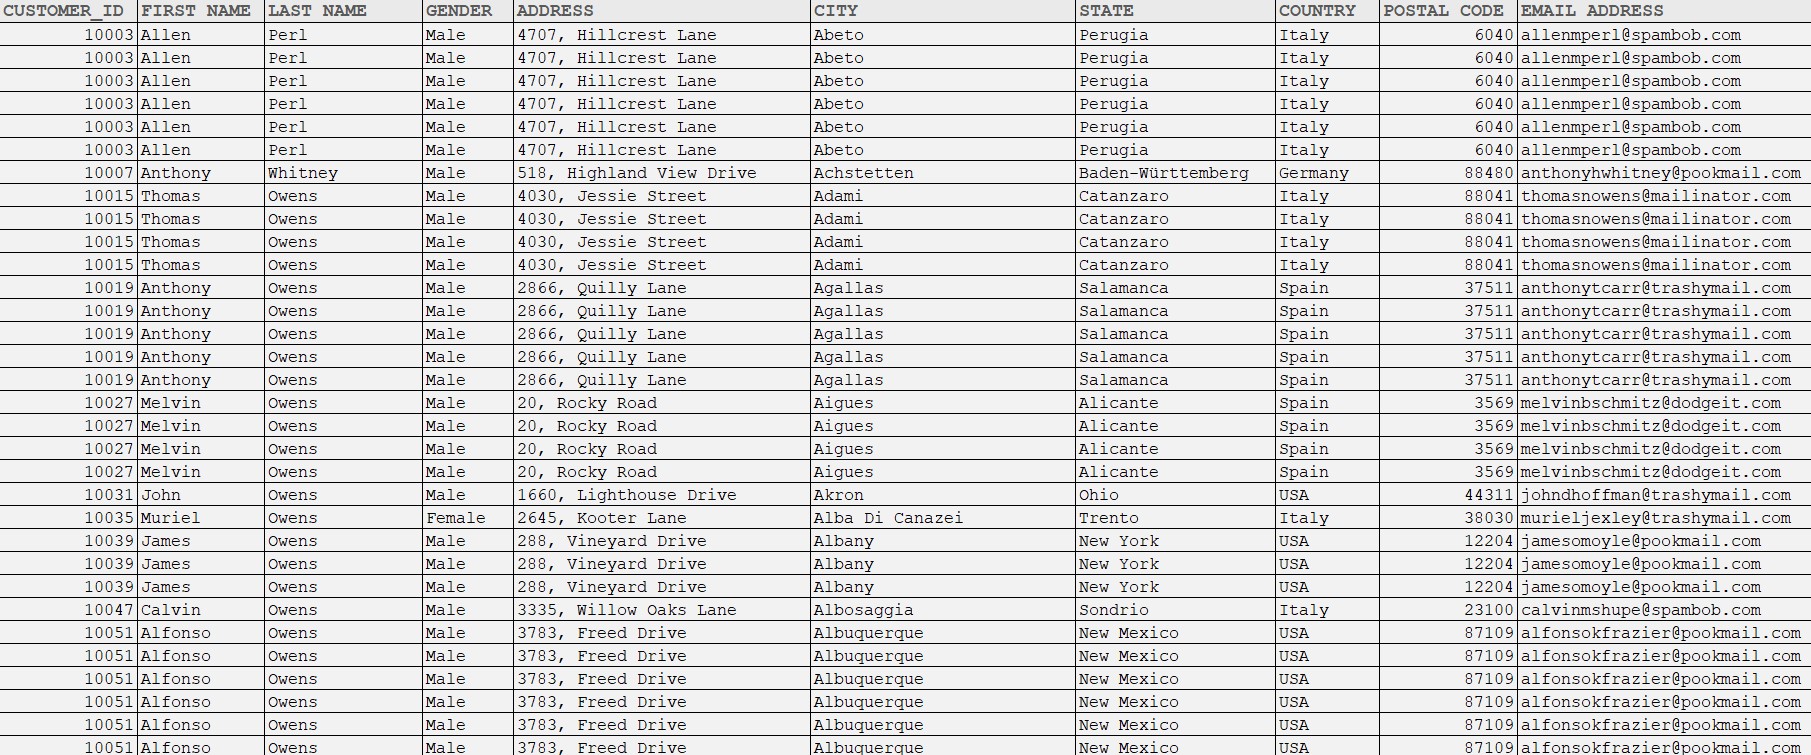 CUSTOMER_ID FIRST NAME LAST NAME GENDER ADDRESS CITY STATE COUNTRY POSTAL CODE EMAIL ADDRESS
10003 Allen Perl Male 4707, Hillcrest Lane Abeto Perugia Italy 6040 allenmperl@spambob.com
10003 Allen Perl Male 4707, Hillcrest Lane Abeto Perugia Italy 6040 allenmperl@spambob.com
10003 Allen Perl Male 4707, Hillcrest Lane Abeto Perugia Italy 6040 allenmperl@spambob.com
10003 Allen Perl Male 4707, Hillcrest Lane Abeto Perugia Italy 6040 allenmperl@spambob.com
10003 Allen Perl Male 4707, Hillcrest Lane Abeto Perugia Italy 6040 allenmperl@spambob.com
10003 Allen Perl Male 4707, Hillcrest Lane Abeto Perugia Italy 6040 allenmperl@spambob.com
10007 Anthony Whitney Male 518, Highland View Drive Achstetten Baden-Württemberg Germany 88480 anthonyhwhitney@pookmail.com
10015 Thomas Owens Male 4030, Jessie Street Adami Catanzaro Italy 88041 thomasnowens@mailinator.com
10015 Thomas Owens Male 4030, Jessie Street Adami Catanzaro Italy 88041 thomasnowens@mailinator.com
10015 Thomas Owens Male 4030, Jessie Street Adami Catanzaro Italy 88041 thomasnowens@mailinator.com
10015 Thomas Owens Male 4030, Jessie Street Adami Catanzaro Italy 88041 thomasnowens@mailinator.com
10019 Anthony Owens Male 2866, Quilly Lane Agallas Salamanca Spain 37511 anthonytcarr@trashymail.com
10019 Anthony Owens Male 2866, Quilly Lane Agallas Salamanca Spain 37511 anthonytcarr@trashymail.com
10019 Anthony Owens Male 2866, Quilly Lane Agallas Salamanca Spain 37511 anthonytcarr@trashymail.com
10019 Anthony Owens Male 2866, Quilly Lane Agallas Salamanca Spain 37511 anthonytcarr@trashymail.com
10019 Anthony Owens Male 2866, Quilly Lane Agallas Salamanca Spain 37511 anthonytcarr@trashymail.com
10027 Melvin Owens Male 20, Rocky Road Aigues Alicante Spain 3569 melvinbschmitz@dodgeit.com
10027 Melvin Owens Male 20, Rocky Road Aigues Alicante Spain 3569 melvinbschmitz@dodgeit.com
10027 Melvin Owens Male 20, Rocky Road Aigues Alicante Spain 3569 melvinbschmitz@dodgeit.com
10027 Melvin Owens Male 20, Rocky Road Aigues Alicante Spain 3569 melvinbschmitz@dodgeit.com
10031 John Owens Male 1660, Lighthouse Drive Akron Ohio USA 44311 johndhoffman@trashymail.com
10035 Muriel Owens Female 2645, Kooter Lane Alba Di Canazei Trento Italy 38030 murieljexley@trashymail.com
10039 James Owens Male 288, Vineyard Drive Albany New York USA 12204 jamesomoyle@pookmail.com
10039 James Owens Male 288, Vineyard Drive Albany New York USA 12204 jamesomoyle@pookmail.com
10039 James Owens Male 288, Vineyard Drive Albany New York USA 12204 jamesomoyle@pookmail.com
10047 Calvin Owens Male 3335, Willow Oaks Lane Albosaggia Sondrio Italy 23100 calvinmshupe@spambob.com
10051 Alfonso Owens Male 3783, Freed Drive Albuquerque New Mexico USA 87109 alfonsokfrazier@pookmail.com
10051 Alfonso Owens Male 3783, Freed Drive Albuquerque New Mexico USA 87109 alfonsokfrazier@pookmail.com
10051 Alfonso Owens Male 3783, Freed Drive Albuquerque New Mexico USA 87109 alfonsokfrazier@pookmail.com
10051 Alfonso Owens Male 3783, Freed Drive Albuquerque New Mexico USA 87109 alfonsokfrazier@pookmail.com
10051 Alfonso Owens Male 3783, Freed Drive Albuquerque New Mexico USA 87109 alfonsokfrazier@pookmail.com
10051 Alfonso Owens Male 3783, Freed Drive Albuquerque New Mexico USA 87109 alfonsokfrazier@pookmail.com